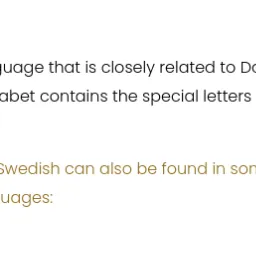 guage that is closely related to Da
abet contains the special letters
Swedish can also be found in som
uages: